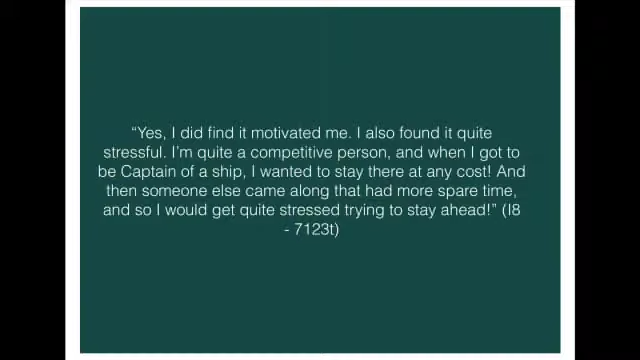 “Yes, I did find it motivated me. I also found it quite
stressful. I’m quite a competitive person, and when I got to
be Captain of a ship, I wanted to stay there at any cost! And
then someone else came along that had more spare time,
and so I would get quite stressed trying to stay ahead!” (I8
- 7123t)